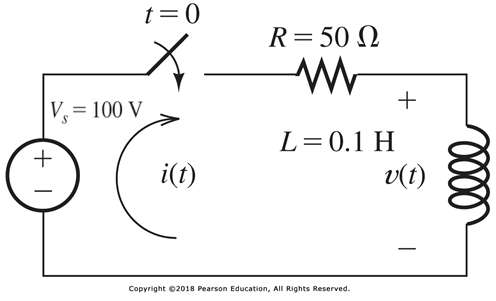 t = 0
R = 50 Ω
V_s = 100 V
+
+
L = 0.1 H
−
i(t)
v(t)
−
Copyright ©2018 Pearson Education, All Rights Reserved.